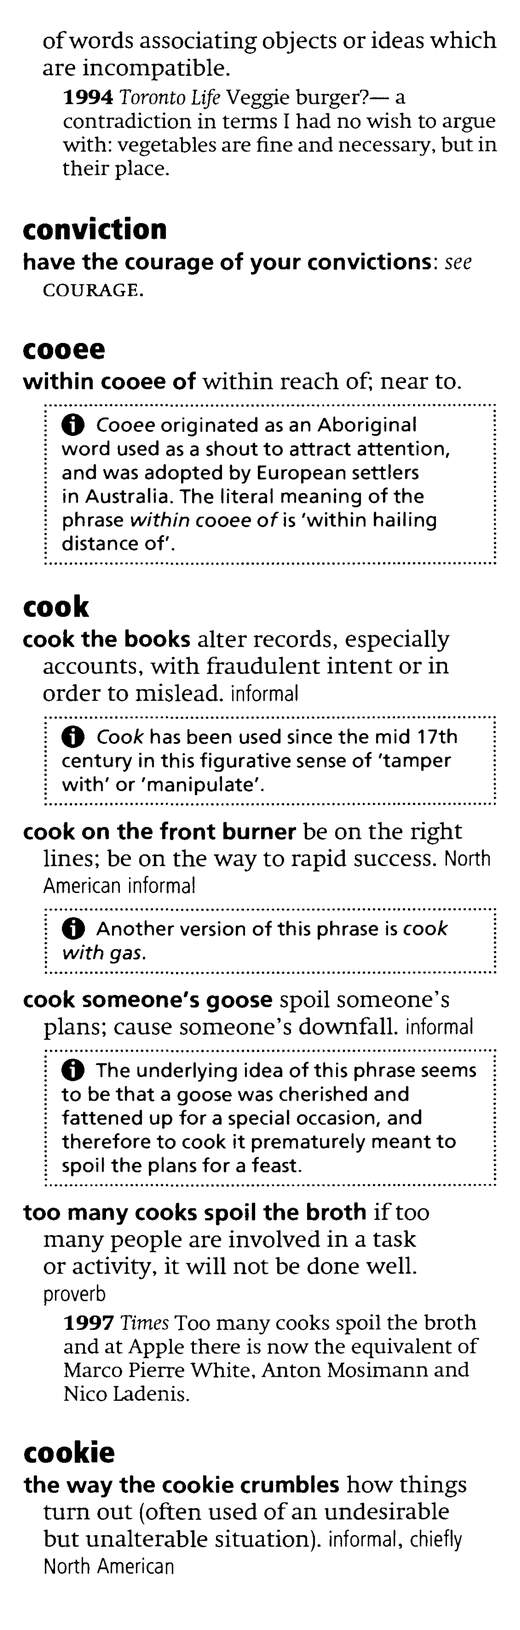 of words associating objects or ideas which
are incompatible.
1994 Toronto Life Veggie burger?— a
contradiction in terms I had no wish to argue
with: vegetables are fine and necessary, but in
their place.
conviction
have the courage of your convictions: see
COURAGE.
cooee
within cooee of within reach of; near to.
Cooee originated as an Aboriginal
word used as a shout to attract attention,
and was adopted by European settlers
in Australia. The literal meaning of the
phrase within cooee of is 'within hailing
distance of'.
cook
cook the books alter records, especially
accounts, with fraudulent intent or in
order to mislead. informal
Cook has been used since the mid 17th
century in this figurative sense of 'tamper
with' or 'manipulate'.
cook on the front burner be on the right
lines; be on the way to rapid success. North
American informal
Another version of this phrase is cook
with gas.
cook someone's goose spoil someone's
plans; cause someone's downfall. informal
The underlying idea of this phrase seems
to be that a goose was cherished and
fattened up for a special occasion, and
therefore to cook it prematurely meant to
spoil the plans for a feast.
too many cooks spoil the broth if too
many people are involved in a task
or activity, it will not be done well.
proverb
1997 Times Too many cooks spoil the broth
and at Apple there is now the equivalent of
Marco Pierre White, Anton Mosimann and
Nico Ladenis.
cookie
the way the cookie crumbles how things
turn out (often used of an undesirable
but unalterable situation). informal, chiefly
North American